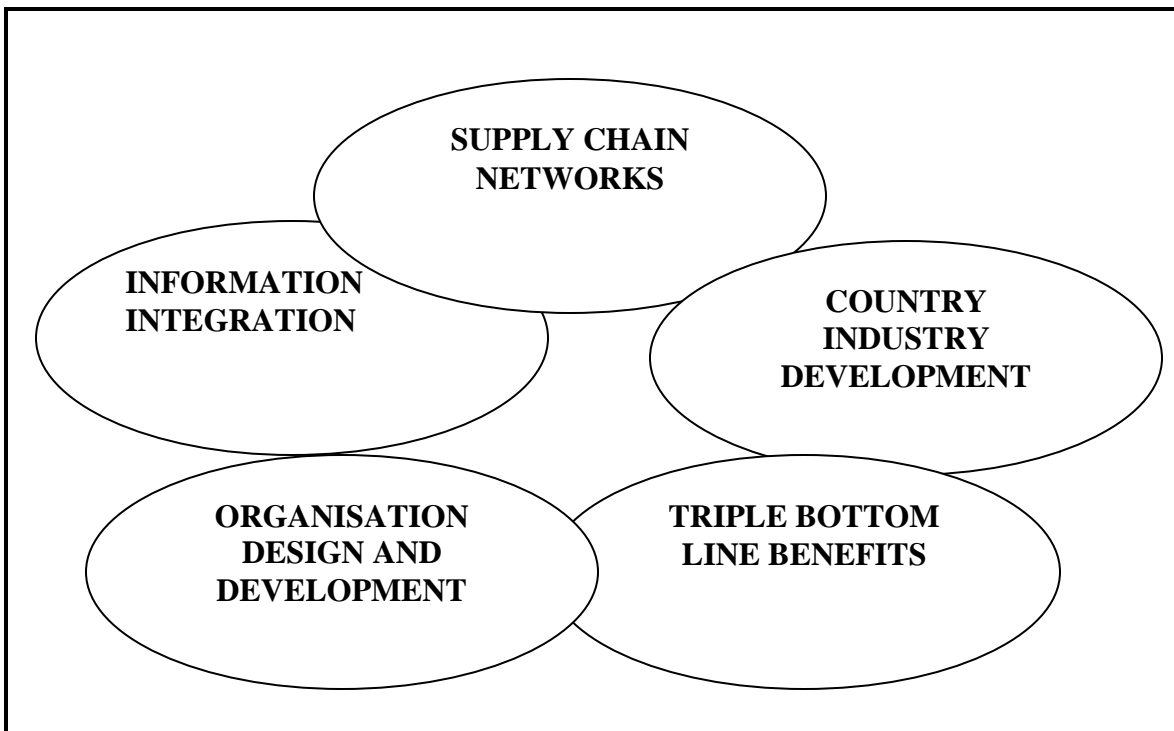 SUPPLY CHAIN
NETWORKS
INFORMATION
INTEGRATION
COUNTRY
INDUSTRY
DEVELOPMENT
ORGANISATION
DESIGN AND
DEVELOPMENT
TRIPLE BOTTOM
LINE BENEFITS